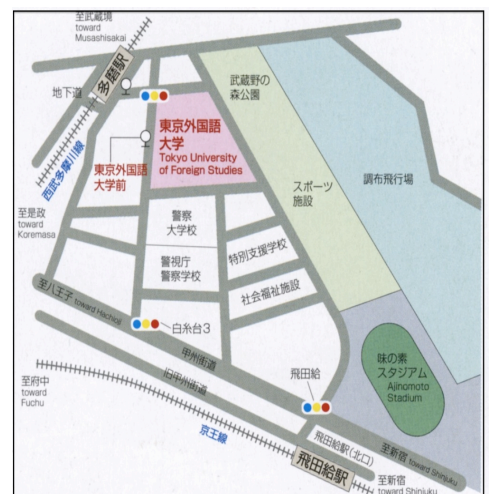 至武蔵境
toward
Musashisakai
多磨駅
地下道
西武多摩川線
武蔵野の
森公園
東京外国語
大学
Tokyo University
of Foreign Studies
東京外国語
大学前
スポーツ
施設
調布飛行場
至是政
toward
Koremasa
警察
大学校
警視庁
警察学校
特別支援学校
社会福祉施設
至八王子 toward Hachioji
白糸台3
甲州街道
旧甲州街道
味の素
スタジアム
Ajinomoto
Stadium
飛田給
至府中
toward
Fuchu
京王線
飛田給駅(北口)
飛田給駅
至新宿 toward Shinjuku
至新宿
toward Shinjuku